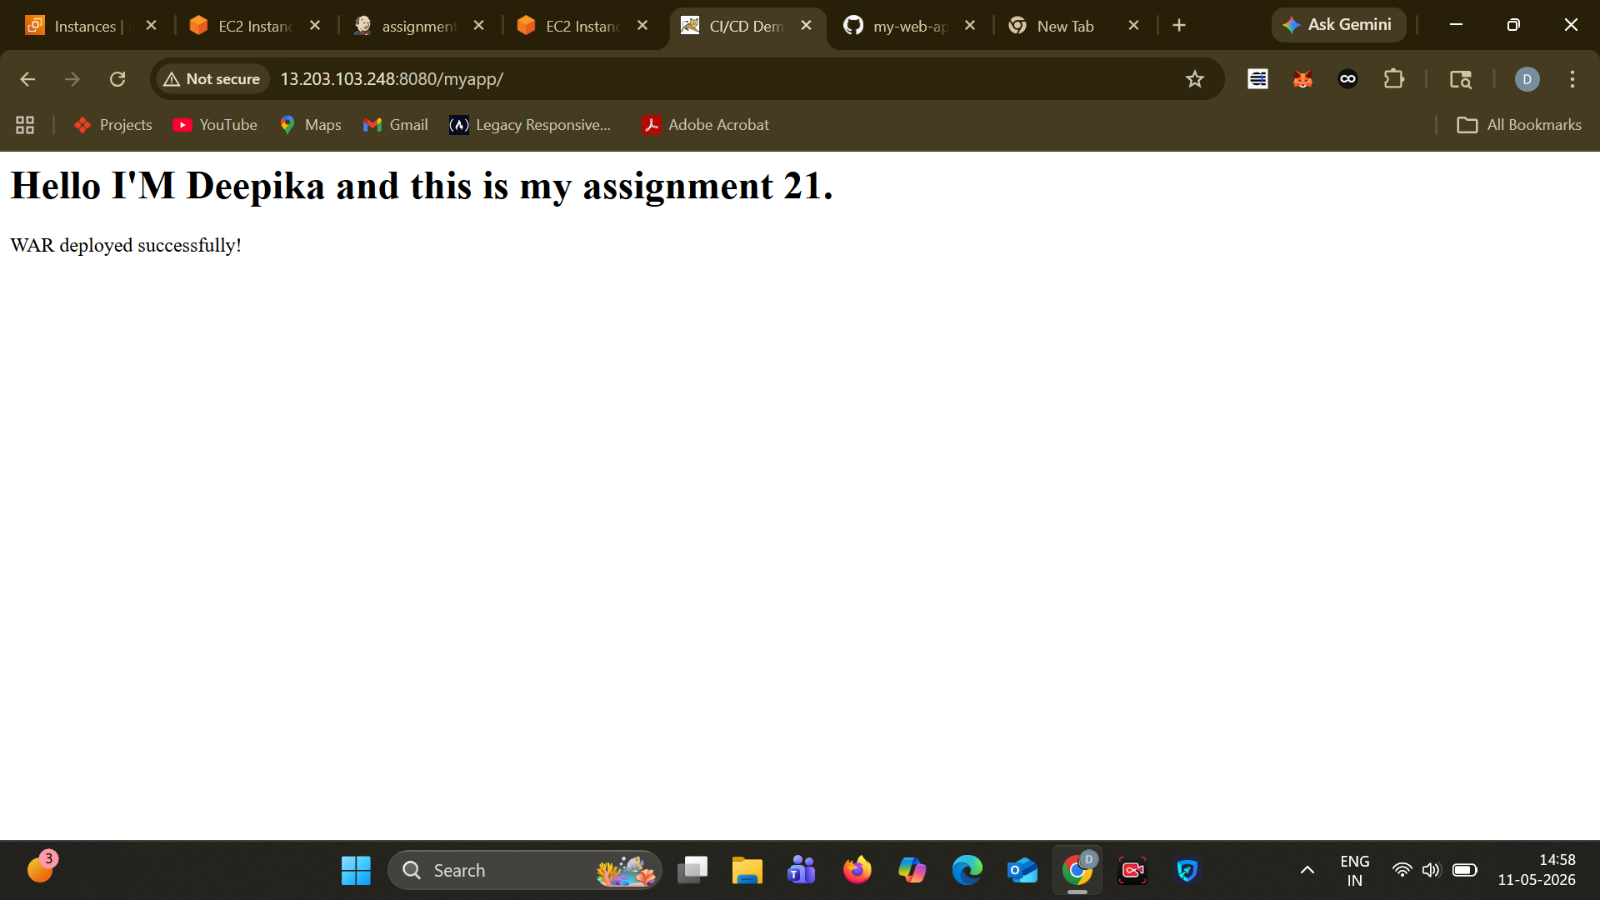 Instances |
EC2 Instanc
assignment
EC2 Instanc
CI/CD Dem
my-web-ap
New Tab
Ask Gemini
Not secure
13.203.103.248:8080/myapp/
D
Projects
YouTube
Maps
Gmail
Legacy Responsive...
Adobe Acrobat
All Bookmarks
Hello I'M Deepika and this is my assignment 21.
WAR deployed successfully!
3
Search
D
ENG
IN
14:58
11-05-2026